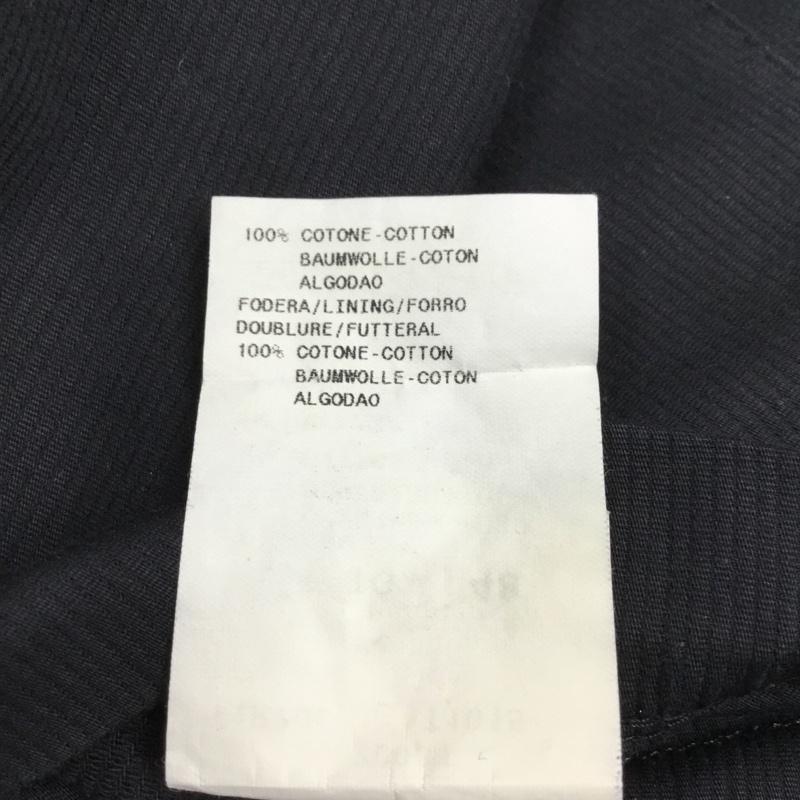 100% COTONE-COTTON
BAUMWOLLE-COTON
ALGODAO
FODERA/LINING/FORRO
DOUBLURE/FUTTERAL
100% COTONE-COTTON
BAUMWOLLE-COTON
ALGODAO